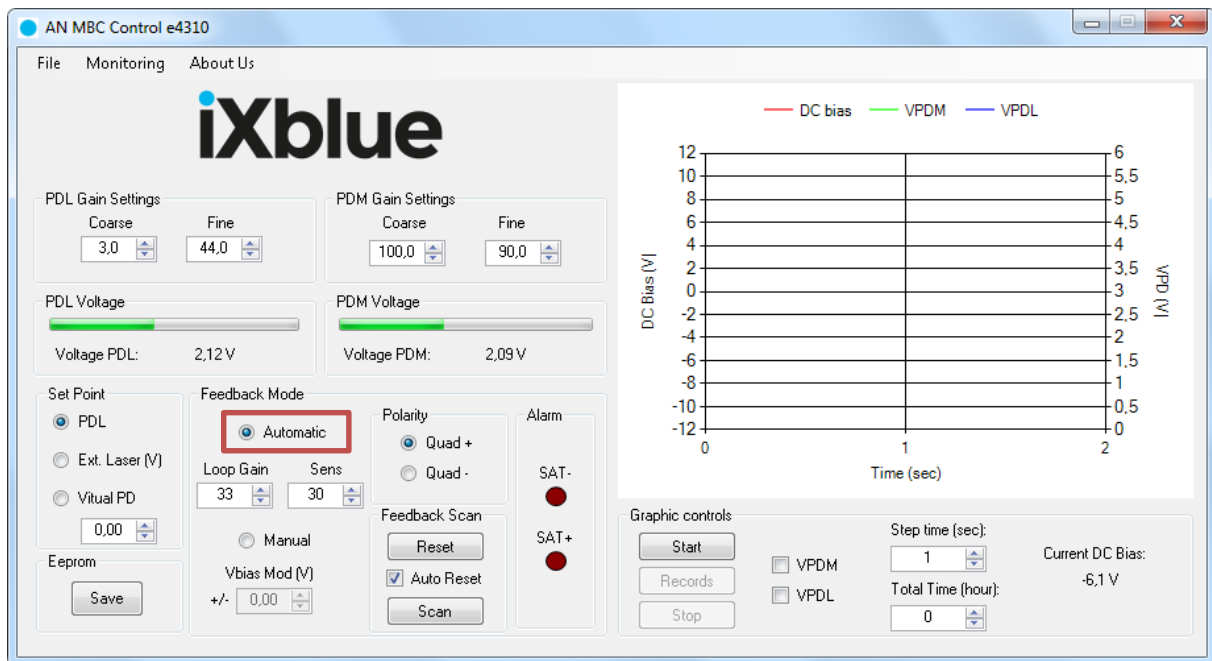 AN MBC Control e4310
File Monitoring About Us
iXblue
PDL Gain Settings
Coarse Fine
3,0 44,0
PDM Gain Settings
Coarse Fine
100,0 90,0
PDL Voltage
Voltage PDL: 2,12 V
PDM Voltage
Voltage PDM: 2,09 V
Set Point
PDL
Ext. Laser (V)
Vitual PD
0,00
Eeprom
Save
Feedback Mode
Automatic
Loop Gain Sens
33 30
Manual
Vbias Mod (V)
+/- 0,00
Polarity
Quad +
Quad -
Feedback Scan
Reset
Auto Reset
Scan
Alarm
SAT-
SAT+
DC bias VPDM VPDL
DC Bias (V)
12
10
8
6
4
2
0
-2
-4
-6
-8
-10
-12
6
5,5
5
4,5
4
3,5
3
2,5
2
1,5
1
0,5
0
VPD (V)
0 1 2
Time (sec)
Graphic controls
Start
Records
Stop
VPDM
VPDL
Step time (sec):
1
Total Time (hour):
0
Current DC Bias:
-6,1 V